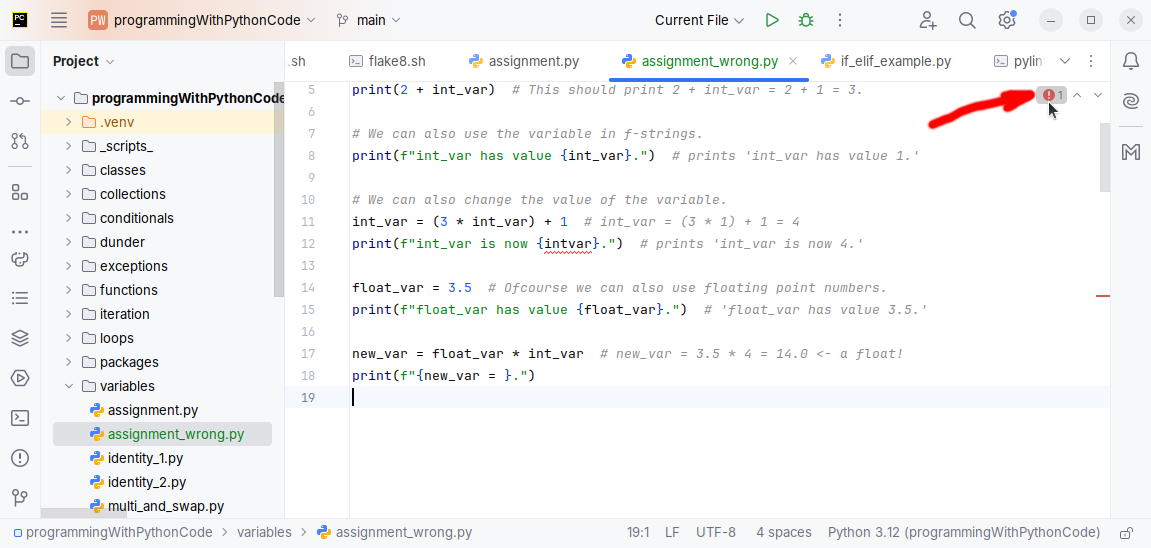 PC PW programmingWithPythonCode main Current File
Project .sh flake8.sh assignment.py assignment_wrong.py if_elif_example.py pylin
programmingWithPythonCode
.venv
_scripts_
classes
collections
conditionals
dunder
exceptions
functions
iteration
loops
packages
variables
assignment.py
assignment_wrong.py
identity_1.py
identity_2.py
multi_and_swap.py
5 print(2 + int_var)  # This should print 2 + int_var = 2 + 1 = 3.
1
6
7 # We can also use the variable in f-strings.
8 print(f"int_var has value {int_var}.")  # prints 'int_var has value 1.'
9
10 # We can also change the value of the variable.
11 int_var = (3 * int_var) + 1  # int_var = (3 * 1) + 1 = 4
12 print(f"int_var is now {intvar}.")  # prints 'int_var is now 4.'
13
14 float_var = 3.5  # Ofcourse we can also use floating point numbers.
15 print(f"float_var has value {float_var}.")  # 'float_var has value 3.5.'
16
17 new_var = float_var * int_var  # new_var = 3.5 * 4 = 14.0 <- a float!
18 print(f"{new_var = }.")
19
programmingWithPythonCode > variables > assignment_wrong.py 19:1 LF UTF-8 4 spaces Python 3.12 (programmingWithPythonCode)